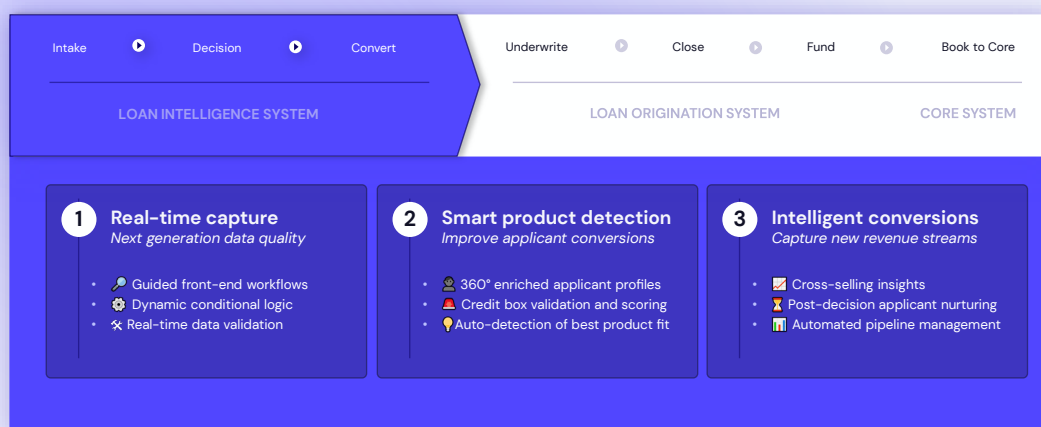 Intake Decision Convert Underwrite Close Fund Book to Core
LOAN INTELLIGENCE SYSTEM LOAN ORIGINATION SYSTEM CORE SYSTEM
1 Real-time capture
Next generation data quality
• 🔎 Guided front-end workflows
• ⚙️ Dynamic conditional logic
• 🛠 Real-time data validation
2 Smart product detection
Improve applicant conversions
• 👤 360° enriched applicant profiles
• 🚨 Credit box validation and scoring
• 💡Auto-detection of best product fit
3 Intelligent conversions
Capture new revenue streams
• 📈 Cross-selling insights
• ⏳ Post-decision applicant nurturing
• 📊 Automated pipeline management